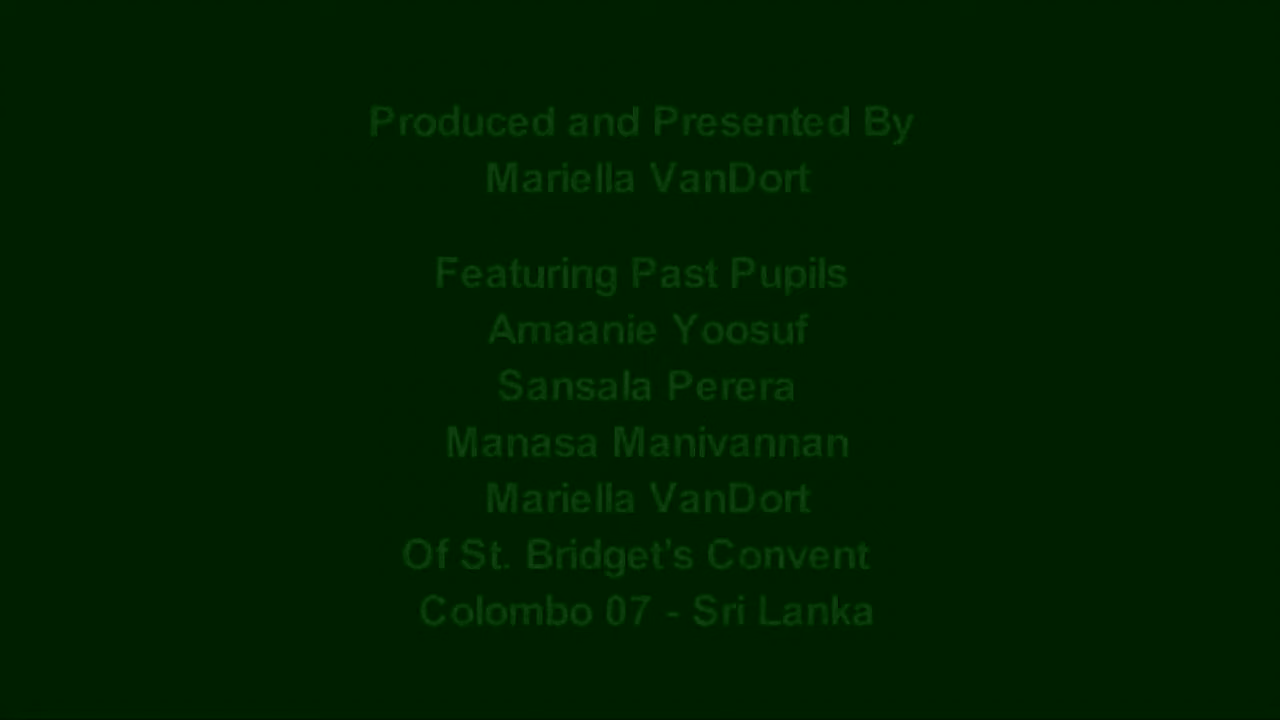 Produced and Presented By
Mariella VanDort
Featuring Past Pupils
Amaanie Yoosuf
Sansala Perera
Manasa Manivannan
Mariella VanDort
Of St. Bridget's Convent
Colombo 07 - Sri Lanka